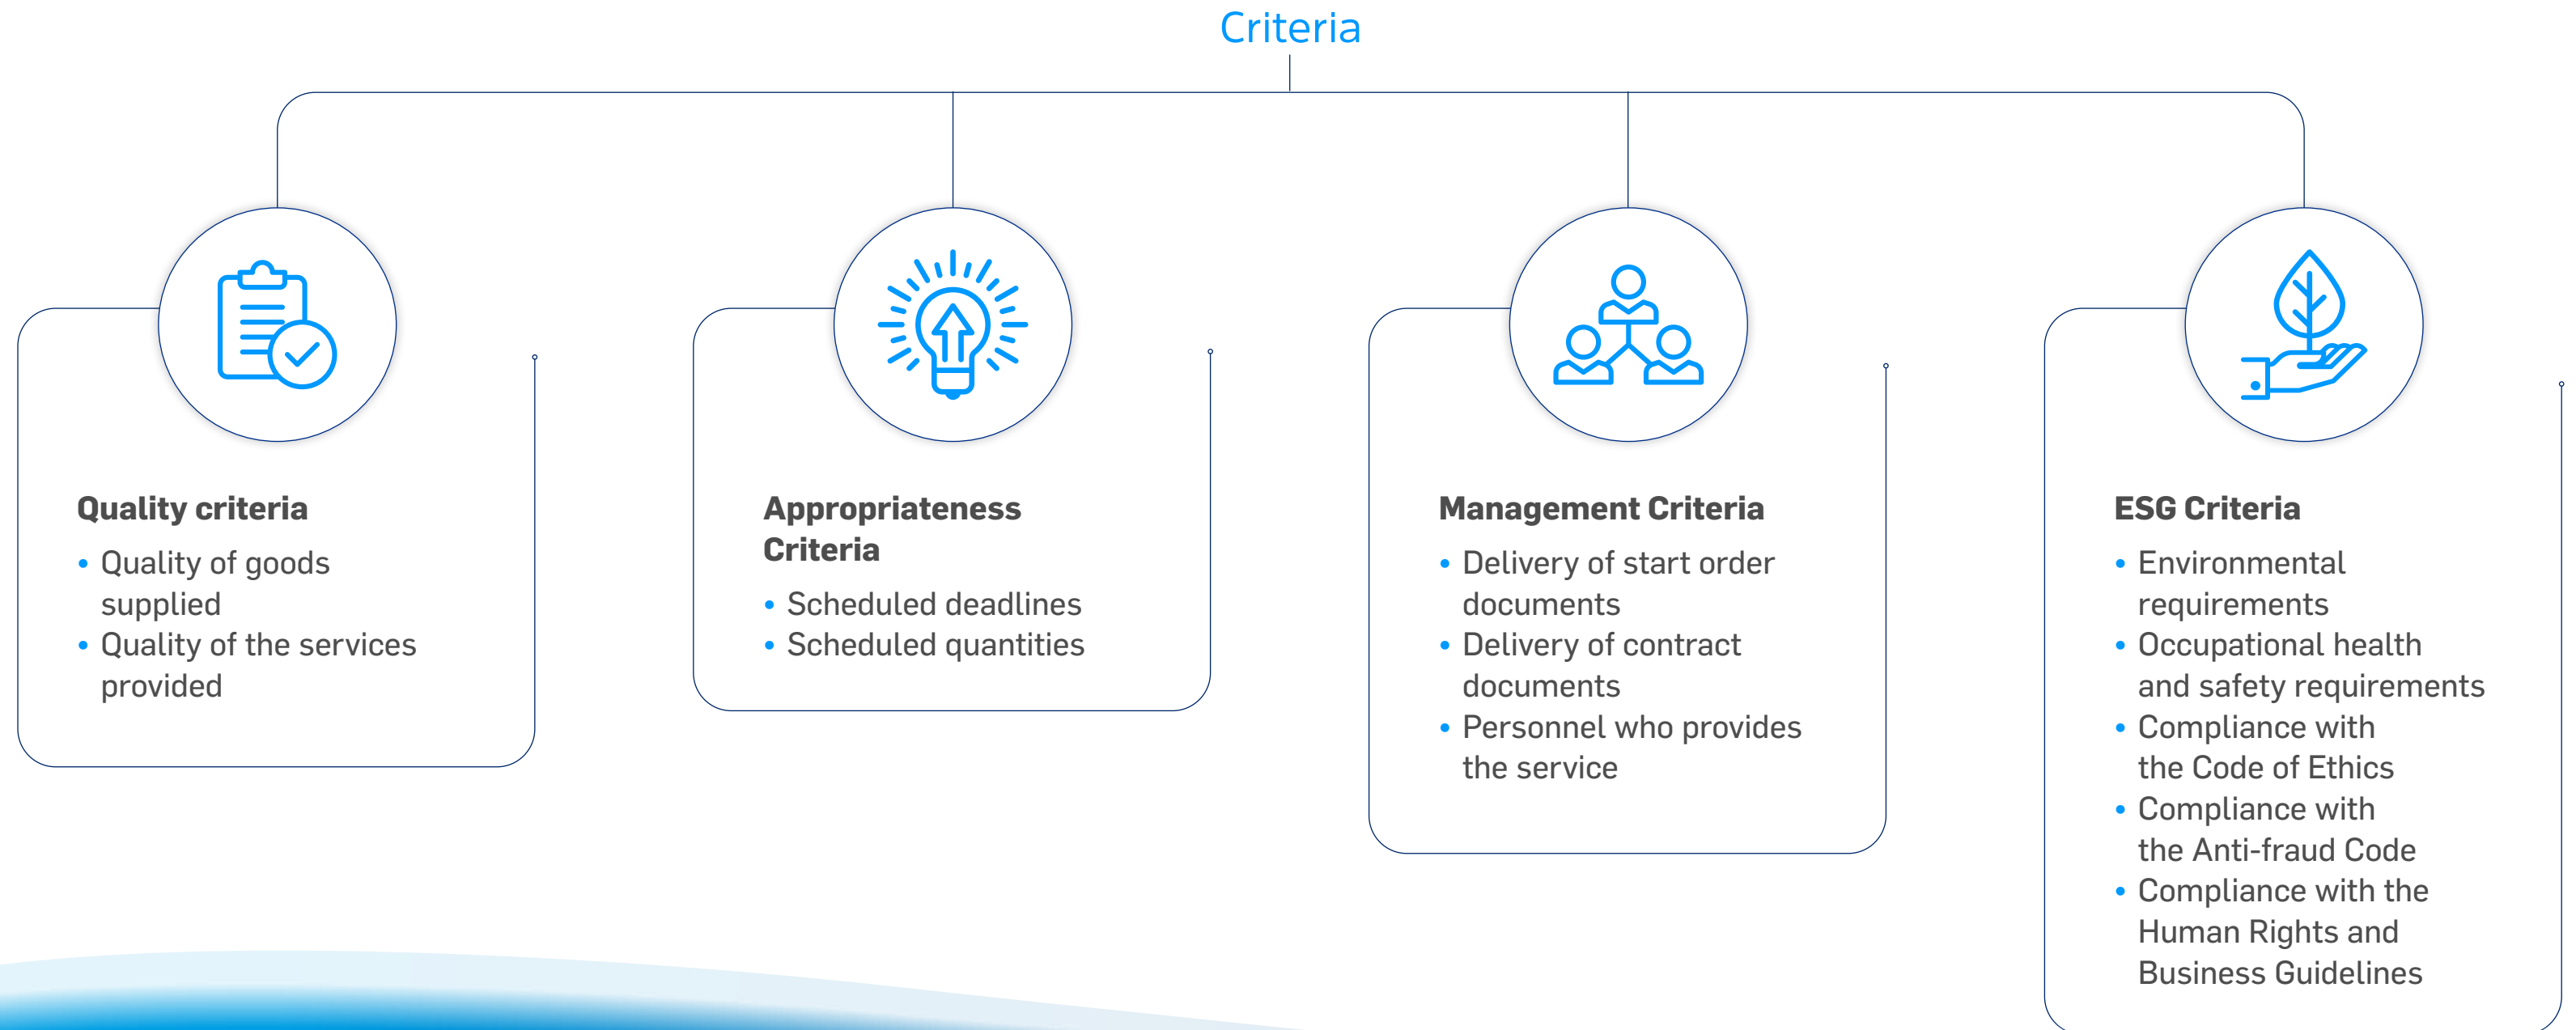 Criteria
Quality criteria
• Quality of goods
supplied
• Quality of the services
provided
Appropriateness
Criteria
• Scheduled deadlines
• Scheduled quantities
Management Criteria
• Delivery of start order
documents
• Delivery of contract
documents
• Personnel who provides
the service
ESG Criteria
• Environmental
requirements
• Occupational health
and safety requirements
• Compliance with
the Code of Ethics
• Compliance with
the Anti-fraud Code
• Compliance with the
Human Rights and
Business Guidelines